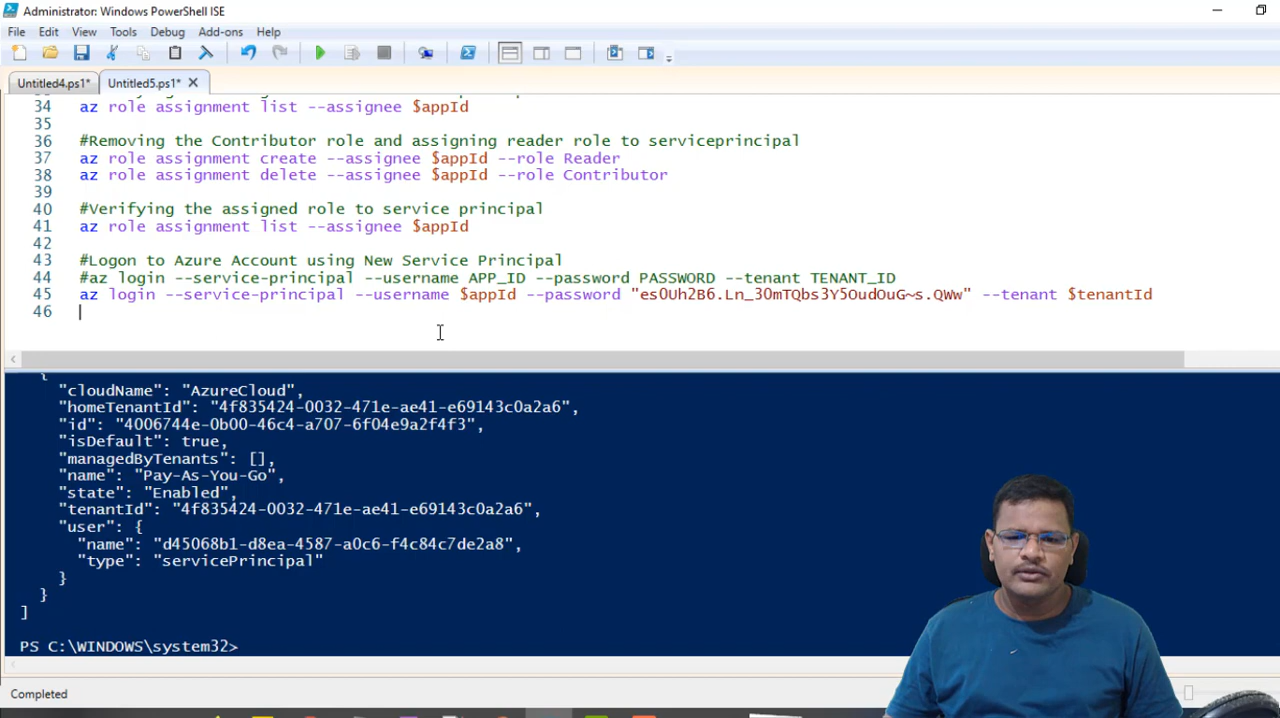 Administrator: Windows PowerShell ISE
File Edit View Tools Debug Add-ons Help
Untitled4.ps1* Untitled5.ps1*
34 az role assignment list --assignee $appId
35
36 #Removing the Contributor role and assigning reader role to serviceprincipal
37 az role assignment create --assignee $appId --role Reader
38 az role assignment delete --assignee $appId --role Contributor
39
40 #Verifying the assigned role to service principal
41 az role assignment list --assignee $appId
42
43 #Logon to Azure Account using New Service Principal
44 #az login --service-principal --username APP_ID --password PASSWORD --tenant TENANT_ID
45 az login --service-principal --username $appId --password "esOUh2B6.Ln_3OmTQbs3Y5OudOuG~s.QWw" --tenant $tenantId
46
{
"cloudName": "AzureCloud",
"homeTenantId": "4f835424-0032-471e-ae41-e69143c0a2a6",
"id": "4006744e-0b00-46c4-a707-6f04e9a2f4f3",
"isDefault": true,
"managedByTenants": [],
"name": "Pay-As-You-Go",
"state": "Enabled",
"tenantId": "4f835424-0032-471e-ae41-e69143c0a2a6",
"user": {
"name": "d45068b1-d8ea-4587-a0c6-f4c84c7de2a8",
"type": "servicePrincipal"
}
}
]
PS C:\WINDOWS\system32>
Completed